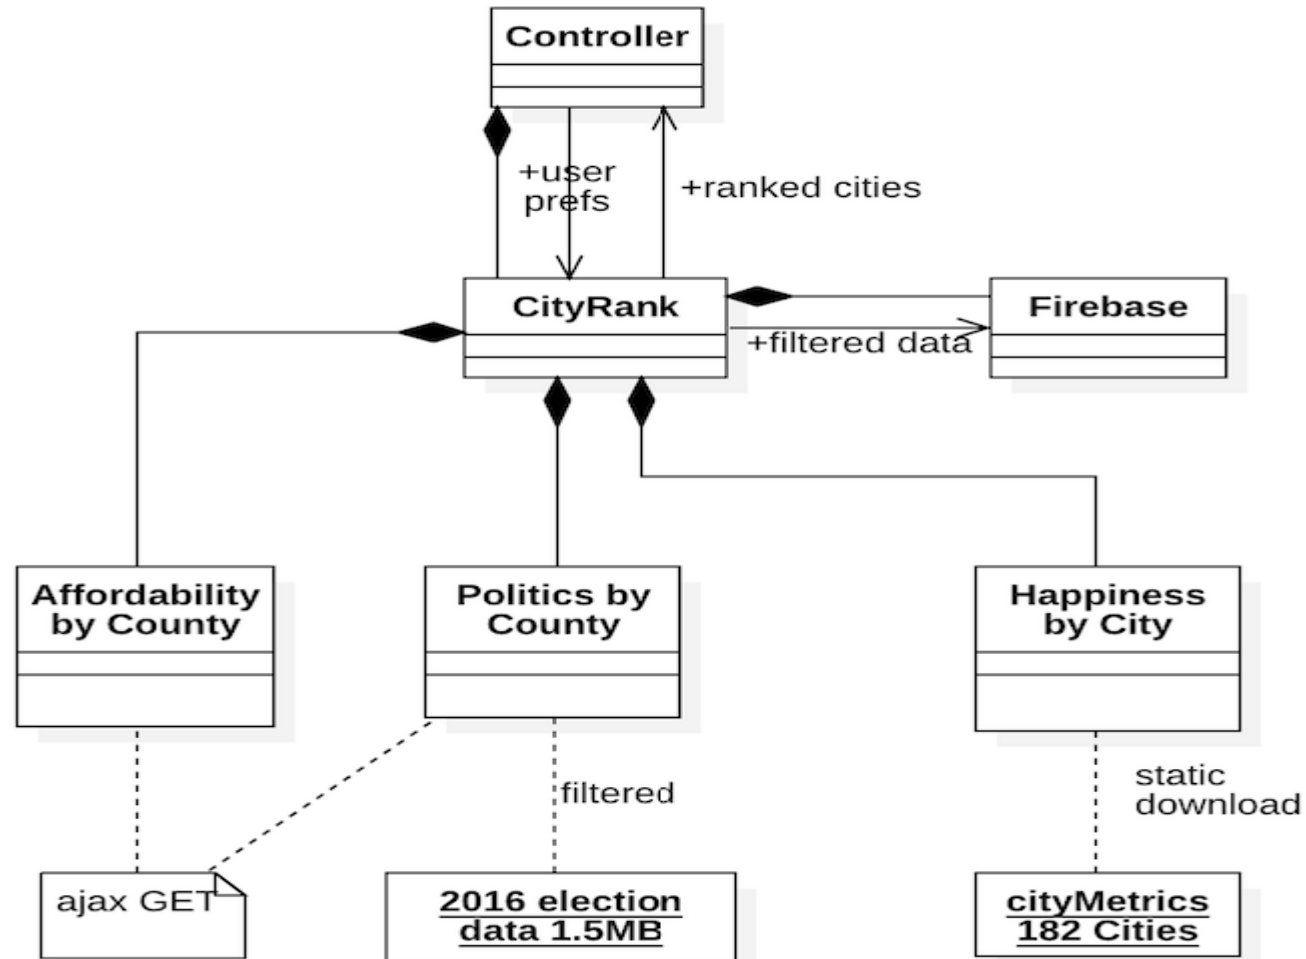 Controller
+user
prefs
+ranked cities
CityRank
Firebase
+filtered data
Affordability
by County
Politics by
County
Happiness
by City
filtered
static
download
ajax GET
2016 election
data 1.5MB
cityMetrics
182 Cities